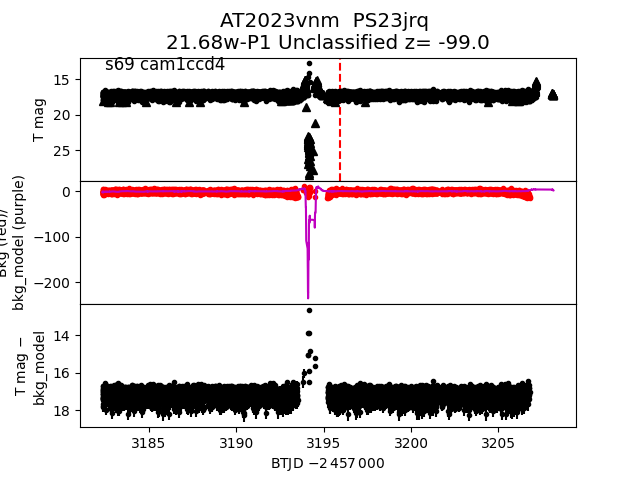 AT2023vnm  PS23jrq
21.68w-P1 Unclassified z= -99.0
s69 cam1ccd4
T mag
15
20
25
Bkg (red)/
bkg_model (purple)
0
−100
−200
T mag −
bkg_model
14
16
18
3185 3190 3195 3200 3205
BTJD −2 457 000